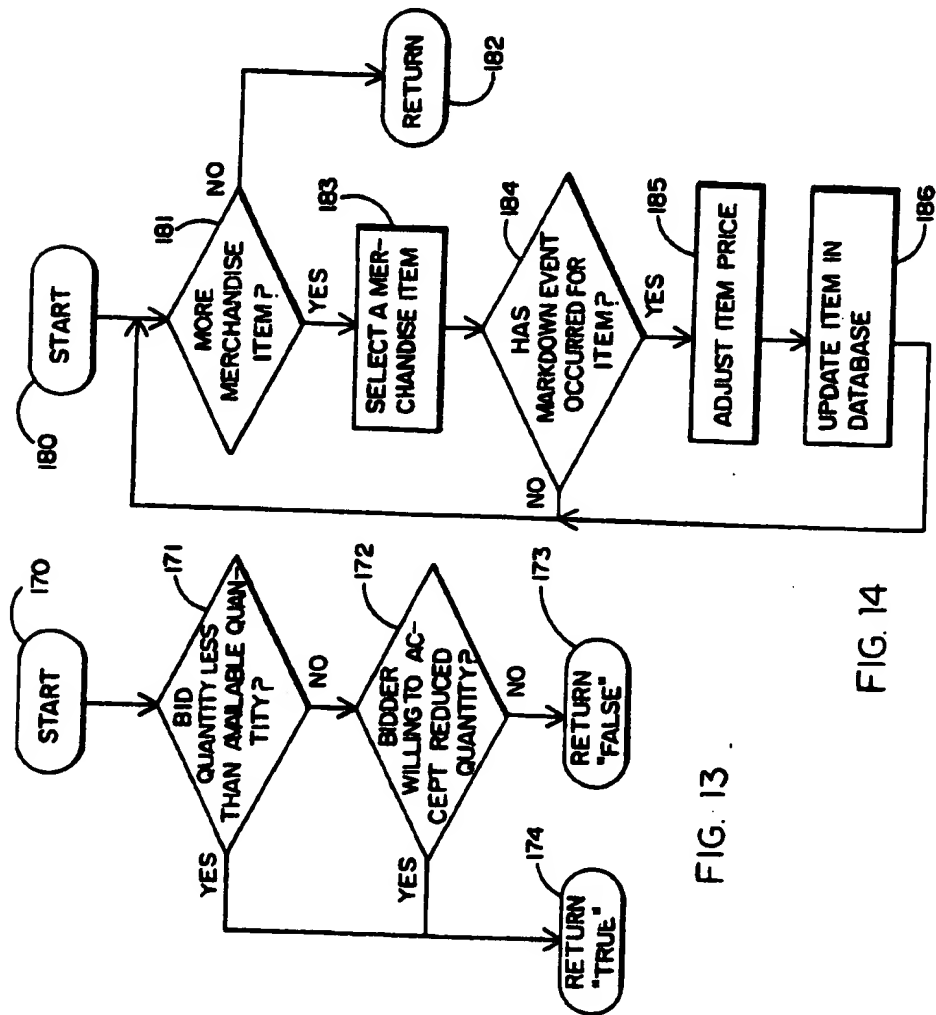 170
START
171
BID
QUANTITY LESS
THAN AVAILABLE QUAN-
TITY?
YES
NO
172
BIDDER
WILLING TO AC-
CEPT REDUCED
QUANTITY?
YES
NO
174
RETURN
"TRUE"
173
RETURN
"FALSE"
FIG. 13
180
START
181
MORE
MERCHANDISE
ITEM?
NO
YES
RETURN
182
183
SELECT A MER-
CHANDISE ITEM
184
HAS
MARKDOWN EVENT
OCCURRED FOR
ITEM?
NO
YES
185
ADJUST ITEM PRICE
186
UPDATE ITEM IN
DATABASE
FIG. 14